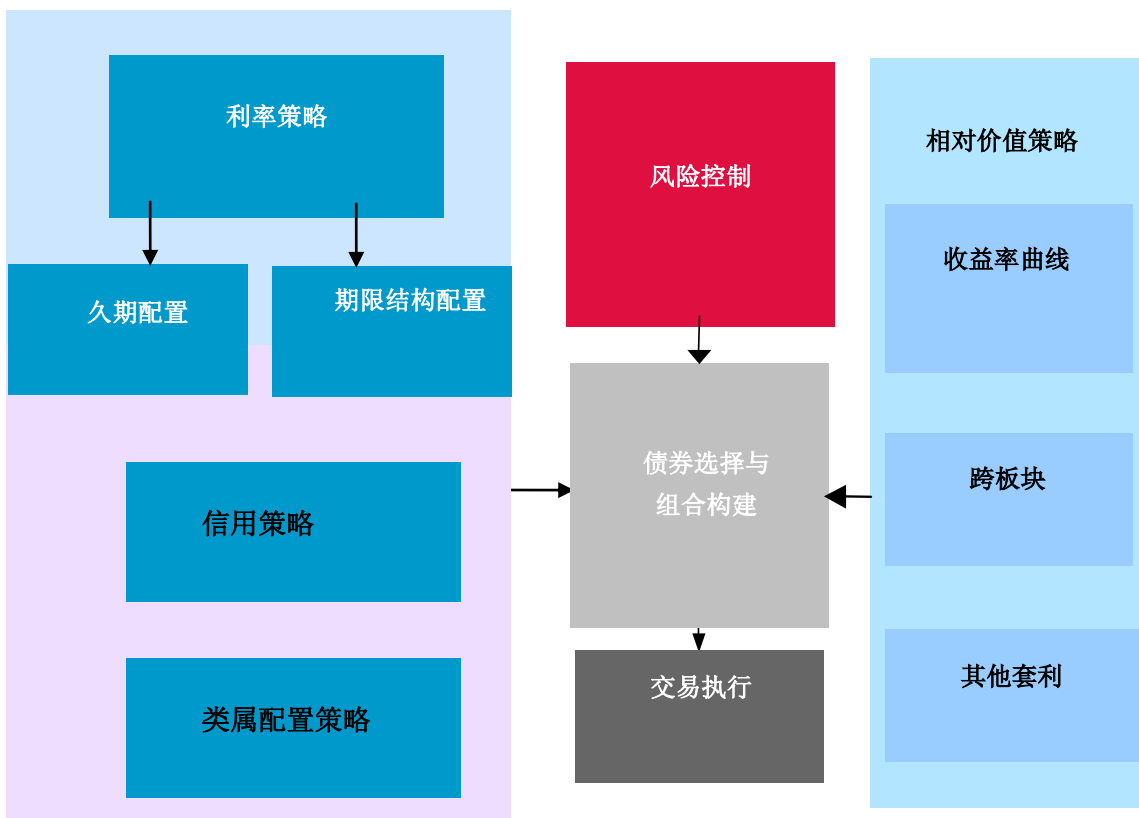 利率策略
久期配置
期限结构配置
信用策略
类属配置策略
风险控制
债券选择与
组合构建
交易执行
相对价值策略
收益率曲线
跨板块
其他套利